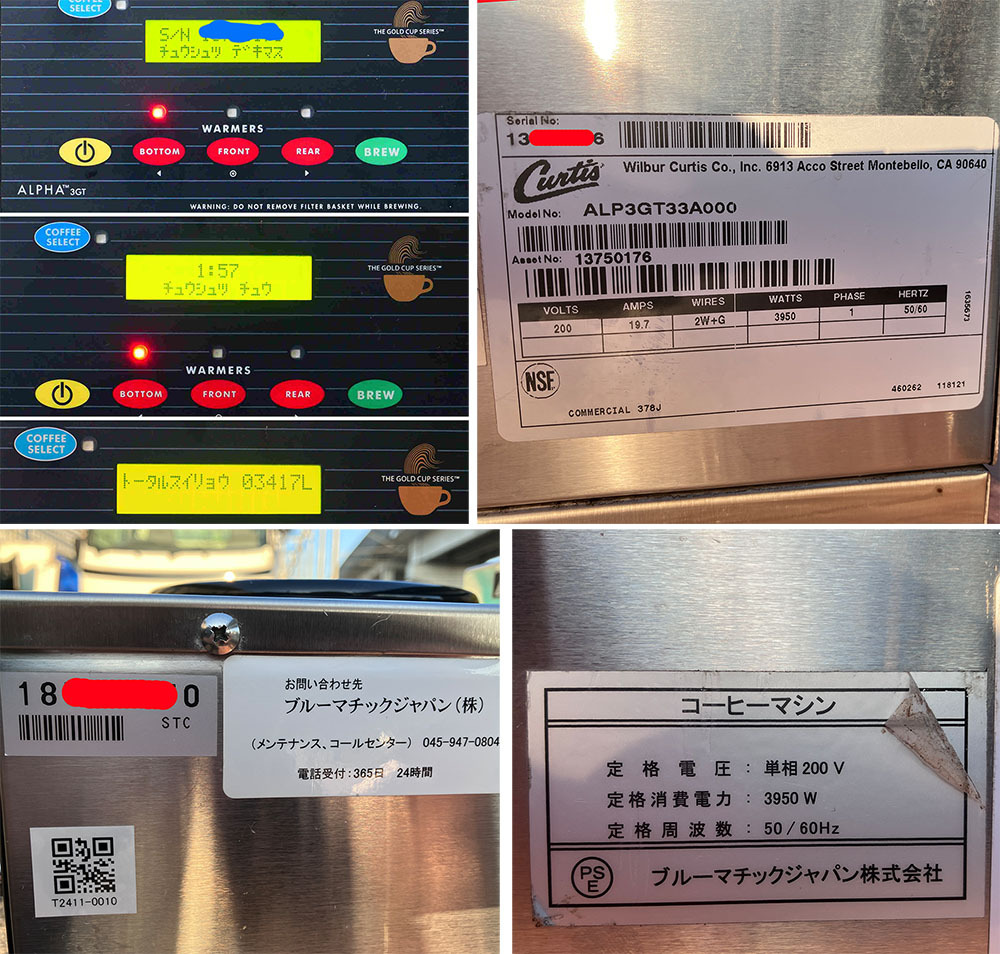 COFFEE
SELECT
S/N
チュウシュツ デキマス
THE GOLD CUP SERIES™
WARMERS
BOTTOM FRONT REAR BREW
ALPHA™3GT
WARNING: DO NOT REMOVE FILTER BASKET WHILE BREWING.
COFFEE
SELECT
1:57
チュウシュツ チュウ
THE GOLD CUP SERIES™
WARMERS
BOTTOM FRONT REAR BREW
COFFEE
SELECT
トータルスイリョウ 03417L
THE GOLD CUP SERIES™
Serial No:
13 6
Curtis®
Wilbur Curtis Co., Inc. 6913 Acco Street Montebello, CA 90640
Model No: ALP3GT33A000
Asset No: 13750176
VOLTS AMPS WIRES WATTS PHASE HERTZ
200 19.7 2W+G 3950 1 50/60
1635673
NSF
COMMERCIAL 378J
460262 118121
18 0
STC
お問い合わせ先
ブルーマチックジャパン(株)
(メンテナンス、コールセンター) 045-947-0804
電話受付:365日 24時間
T2411-0010
コーヒーマシン
定格電圧:単相200V
定格消費電力:3950W
定格周波数:50/60Hz
PS
E
ブルーマチックジャパン株式会社